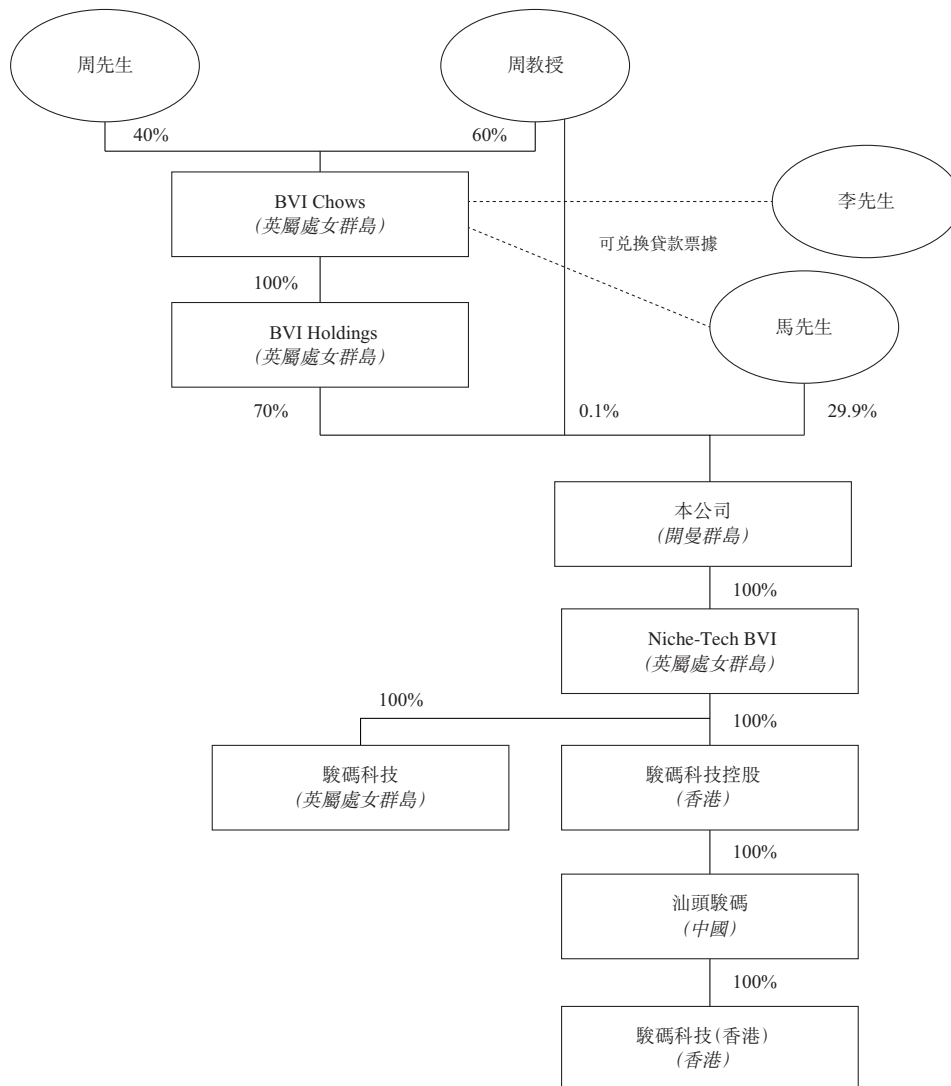 周先生
周教授
40%
60%
BVI Chows
(英屬處女群島)
李先生
可兑換貸款票據
100%
馬先生
BVI Holdings
(英屬處女群島)
70%
0.1%
29.9%
本公司
(開曼群島)
100%
Niche-Tech BVI
(英屬處女群島)
100%
100%
駿碼科技
(英屬處女群島)
駿碼科技控股
(香港)
100%
汕頭駿碼
(中國)
100%
駿碼科技(香港)
(香港)